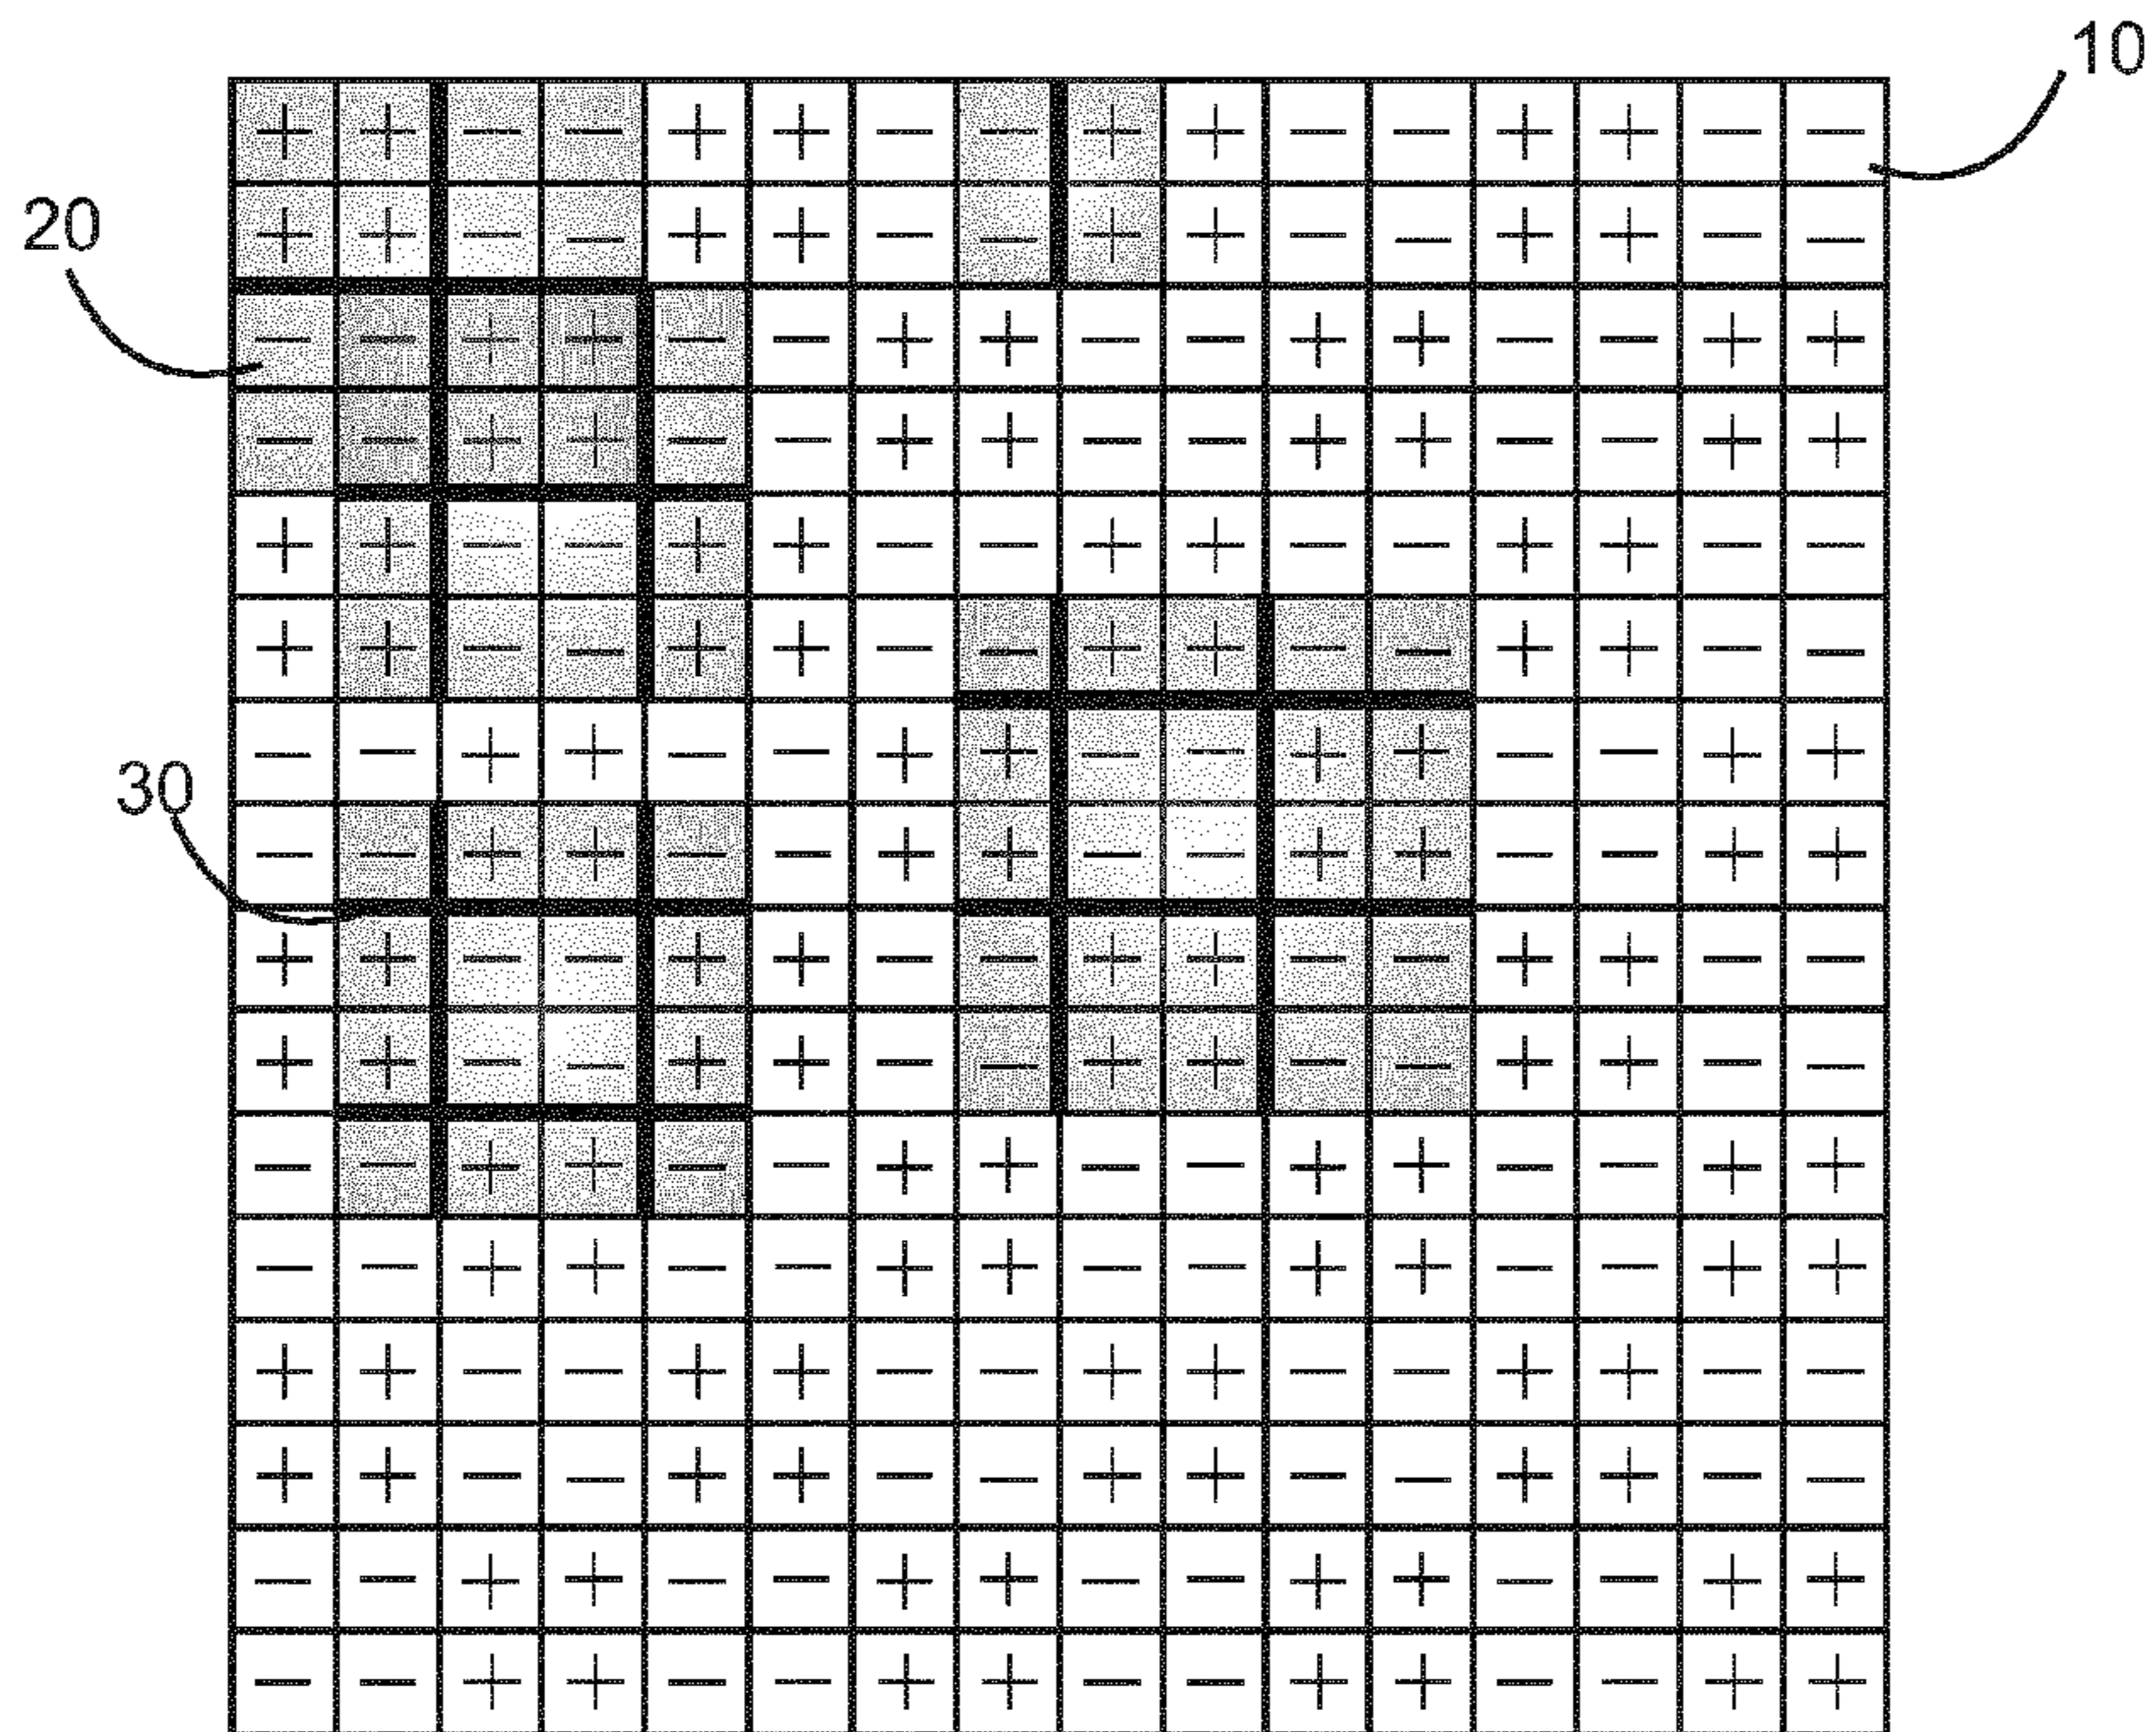 10
+ + — — + + — — + + — — + + — —
20
+ + — — + + — — + + — — + + — —
— — + + — — + + — — + + — — + +
— — + + — — + + — — + + — — + +
+ + — — + + — — + + — — + + — —
+ + — — + + — — + + — — + + — —
— — + + — — + + — — + + — — + +
30
— — + + — — + + — — + + — — + +
+ + — — + + — — + + — — + + — —
+ + — — + + — — + + — — + + — —
— — + + — — + + — — + + — — + +
— — + + — — + + — — + + — — + +
+ + — — + + — — + + — — + + — —
+ + — — + + — — + + — — + + — —
— — + + — — + + — — + + — — + +
— — + + — — + + — — + + — — + +